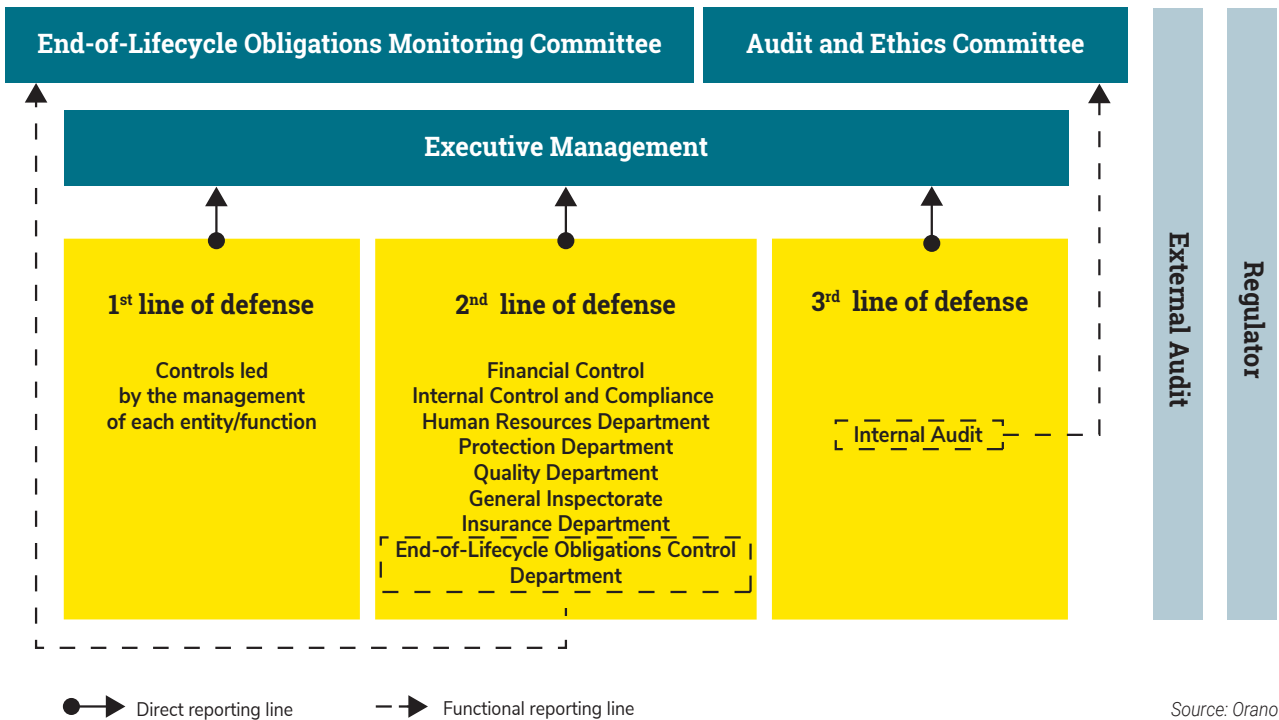 End-of-Lifecycle Obligations Monitoring Committee
Audit and Ethics Committee
Executive Management
1st line of defense
Controls led
by the management
of each entity/function
2nd line of defense
Financial Control
Internal Control and Compliance
Human Resources Department
Protection Department
Quality Department
General Inspectorate
Insurance Department
End-of-Lifecycle Obligations Control
Department
3rd line of defense
Internal Audit
External Audit
Regulator
Direct reporting line
Functional reporting line
Source: Orano